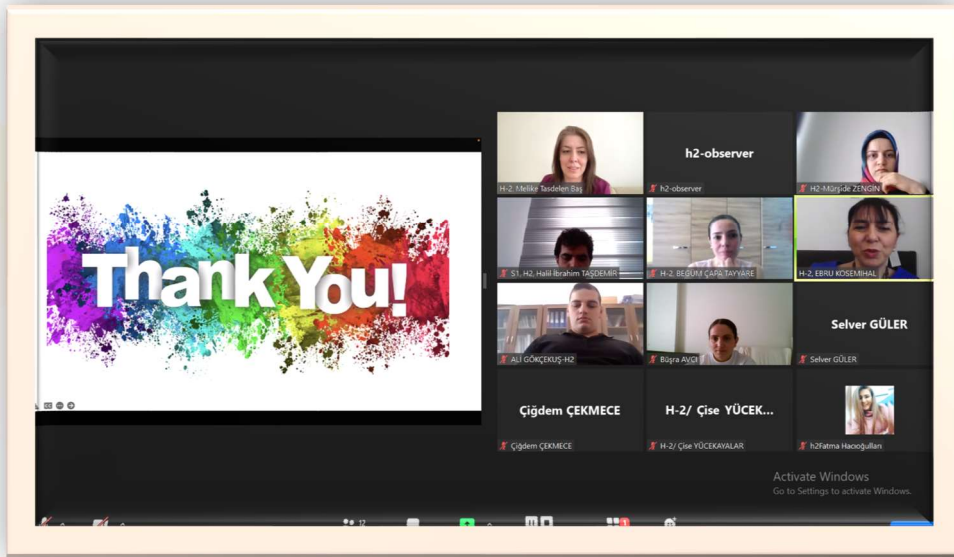 Thank You!
H-2. Melike Tasdelen Baş
h2-observer
h2-observer
H2-Mürşide ZENGİN
S1, H2, Halil İbrahim TAŞDEMİR
H-2, BEGÜM ÇAPA TAYYARE
H-2, EBRU KOSEMIHAL
ALİ GÖKÇEKUŞ-H2
Büşra AVCI
Selver GÜLER
Selver GÜLER
Çiğdem ÇEKMECE
Çiğdem ÇEKMECE
H-2/ Çise YÜCEK...
H-2/ Çise YÜCEKAYALAR
h2Fatma Hacıoğulları
Activate Windows
Go to Settings to activate Windows.
12
1